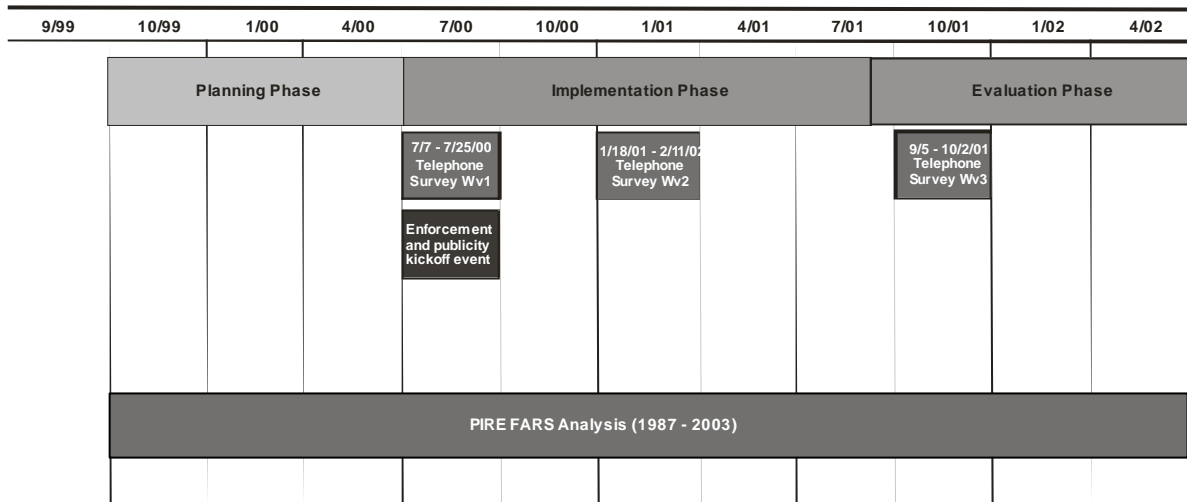 9/99 10/99 1/00 4/00 7/00 10/00 1/01 4/01 7/01 10/01 1/02 4/02
Planning Phase Implementation Phase Evaluation Phase
7/7 - 7/25/00
Telephone
Survey Wv1
1/18/01 - 2/11/02
Telephone
Survey Wv2
9/5 - 10/2/01
Telephone
Survey Wv3
Enforcement
and publicity
kickoff event
PIRE FARS Analysis (1987 - 2003)